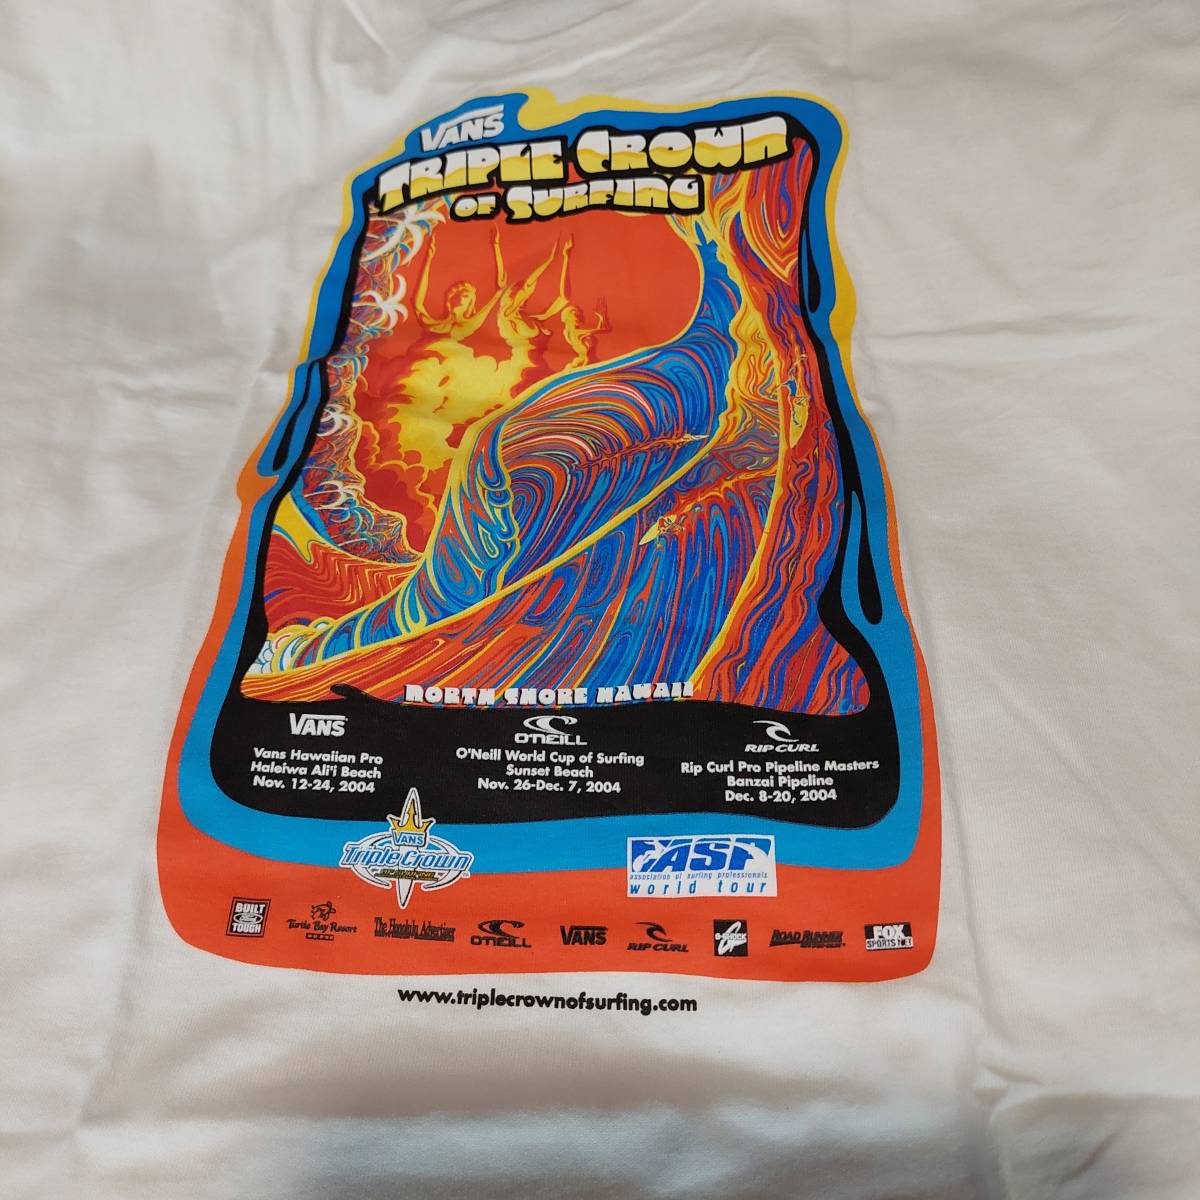 VANS
TRIPLE CROWN
OF SURFING
NORTH SHORE HAWAII
VANS
Vans Hawaiian Pro
Haleiwa Ali'i Beach
Nov. 12-24, 2004
O'NEILL
O'Neill World Cup of Surfing
Sunset Beach
Nov. 26-Dec. 7, 2004
RIP CURL
Rip Curl Pro Pipeline Masters
Banzai Pipeline
Dec. 8-20, 2004
VANS
Triple Crown
OF SURFING
ASP
association of surfing professionals
world tour
BUILT
Ford
TOUGH
Turtle Bay Resort
The Honolulu Advertiser
O'NEILL
VANS
RIP CURL
G-SHOCK
ROAD RUNNER
FOX
SPORTS NET
www.triplecrownofsurfing.com